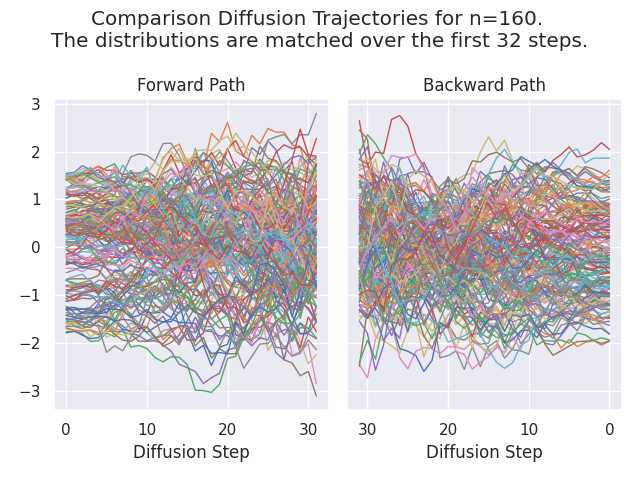 Comparison Diffusion Trajectories for n=160.
The distributions are matched over the first 32 steps.
Forward Path
Backward Path
3
2
1
0
−1
−2
−3
0 10 20 30
30 20 10 0
Diffusion Step
Diffusion Step